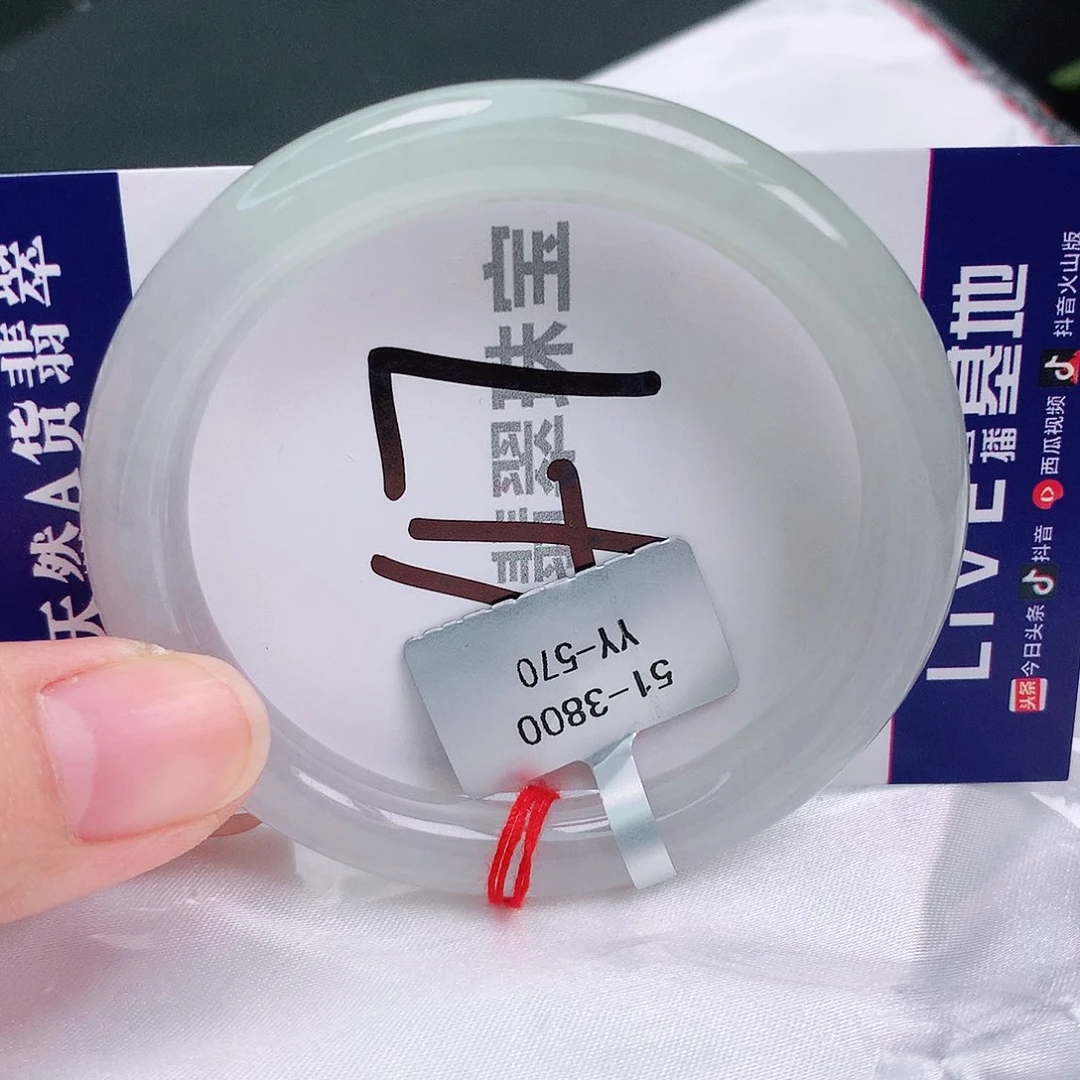 天然A货翡翠
翡翠珠宝
47
51-3800
YY-570
LIVE直播基地
头条 今日头条 抖音 西瓜视频 抖音火山版